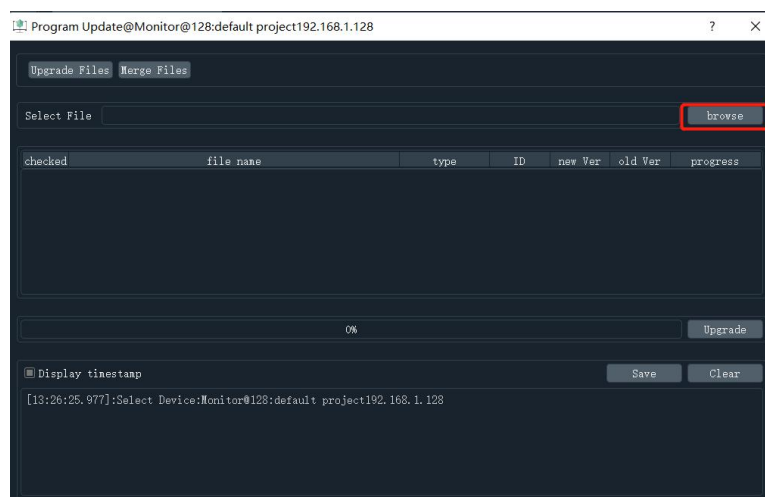 Program Update@Monitor@128:default project192.168.1.128 ? ×
Upgrade Files Merge Files
Select File browse
checked file name type ID new Ver old Ver progress
0% Upgrade
Display timestamp Save Clear
[13:26:25.977]:Select Device:Monitor@128:default project192.168.1.128